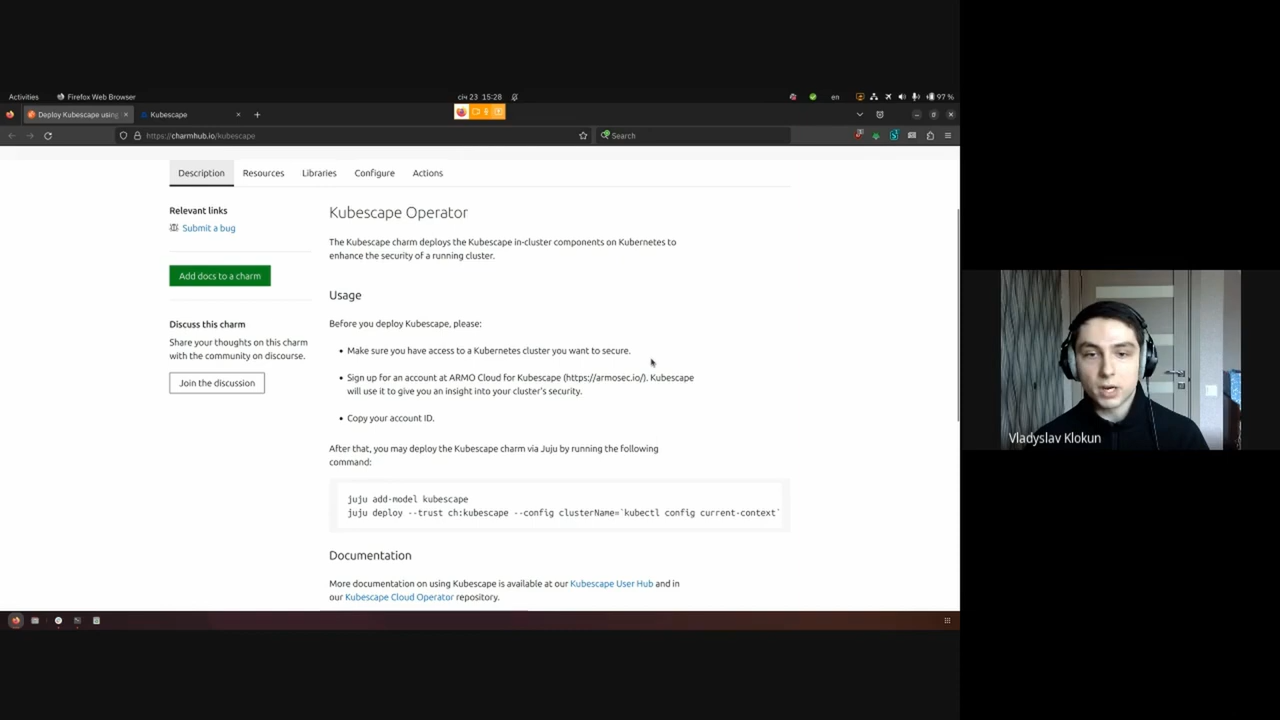 Activities
Firefox Web Browser
січ 23 15:28
en
97 %
Deploy Kubescape using
Kubescape
https://charmhub.io/kubescape
Search
Description
Resources
Libraries
Configure
Actions
Relevant links
Submit a bug
Add docs to a charm
Discuss this charm
Share your thoughts on this charm
with the community on discourse.
Join the discussion
Kubescape Operator
The Kubescape charm deploys the Kubescape in-cluster components on Kubernetes to
enhance the security of a running cluster.
Usage
Before you deploy Kubescape, please:
• Make sure you have access to a Kubernetes cluster you want to secure.
• Sign up for an account at ARMO Cloud for Kubescape (https://armosec.io/). Kubescape
will use it to give you an insight into your cluster's security.
• Copy your account ID.
After that, you may deploy the Kubescape charm via Juju by running the following
command:
juju add-model kubescape
juju deploy --trust ch:kubescape --config clusterName=`kubectl config current-context`
Documentation
More documentation on using Kubescape is available at our Kubescape User Hub and in
our Kubescape Cloud Operator repository.
Vladyslav Klokun